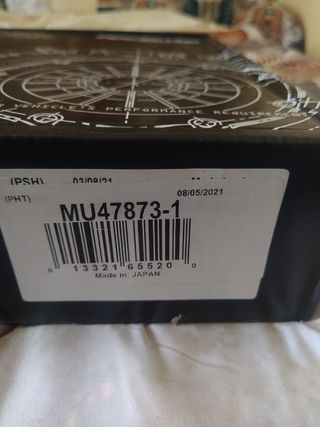 VEHICLE'S PERFORMANCE REQUIREMENTS
(PSH) 03/09/21
(PHT) 08/05/2021
MU47873-1
0 13321 65520 0
Made in: JAPAN